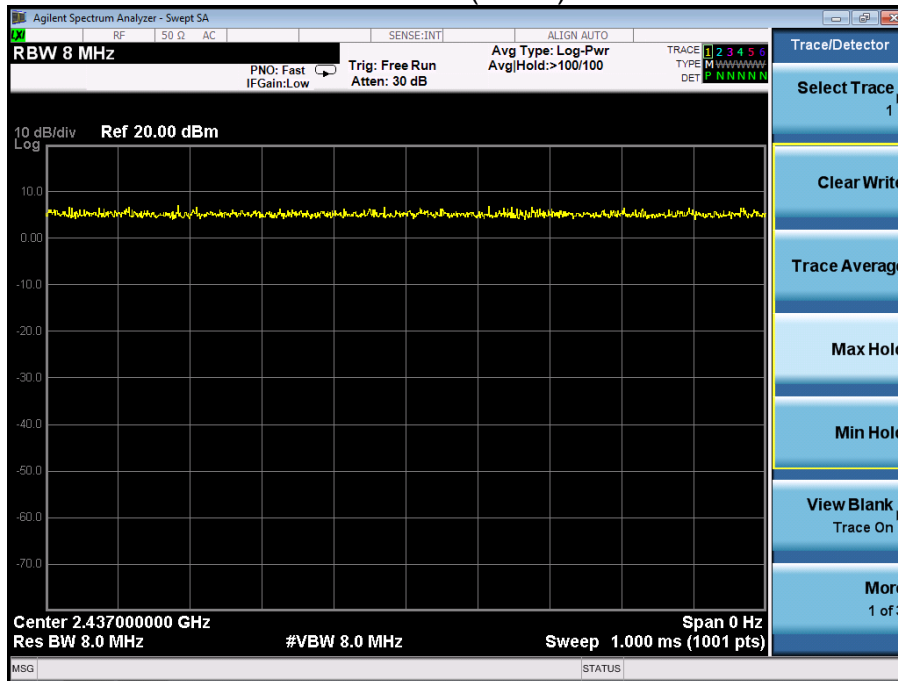 Agilent Spectrum Analyzer - Swept SA
LXI RF 50 Ω AC SENSE:INT ALIGN AUTO
RBW 8 MHz
PNO: Fast
IFGain:Low
Trig: Free Run
Atten: 30 dB
Avg Type: Log-Pwr
Avg|Hold:>100/100
TRACE 1 2 3 4 5 6
TYPE M WWWWW
DET P N N N N N
10 dB/div Ref 20.00 dBm
Log
10.0
0.00
-10.0
-20.0
-30.0
-40.0
-50.0
-60.0
-70.0
Center 2.437000000 GHz Span 0 Hz
Res BW 8.0 MHz #VBW 8.0 MHz Sweep 1.000 ms (1001 pts)
MSG STATUS
Trace/Detector
Select Trace
1
Clear Write
Trace Average
Max Hold
Min Hold
View Blank
Trace On
More
1 of 3